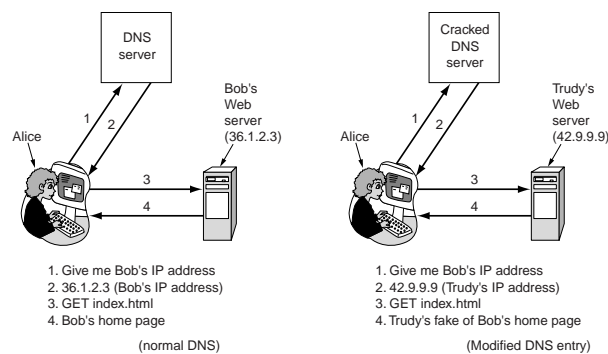 DNS
server
Bob's
Web
server
(36.1.2.3)
Alice
1
2
3
4
1. Give me Bob's IP address
2. 36.1.2.3 (Bob's IP address)
3. GET index.html
4. Bob's home page
(normal DNS)
Cracked
DNS
server
Trudy's
Web
server
(42.9.9.9)
Alice
1
2
3
4
1. Give me Bob's IP address
2. 42.9.9.9 (Trudy's IP address)
3. GET index.html
4. Trudy's fake of Bob's home page
(Modified DNS entry)